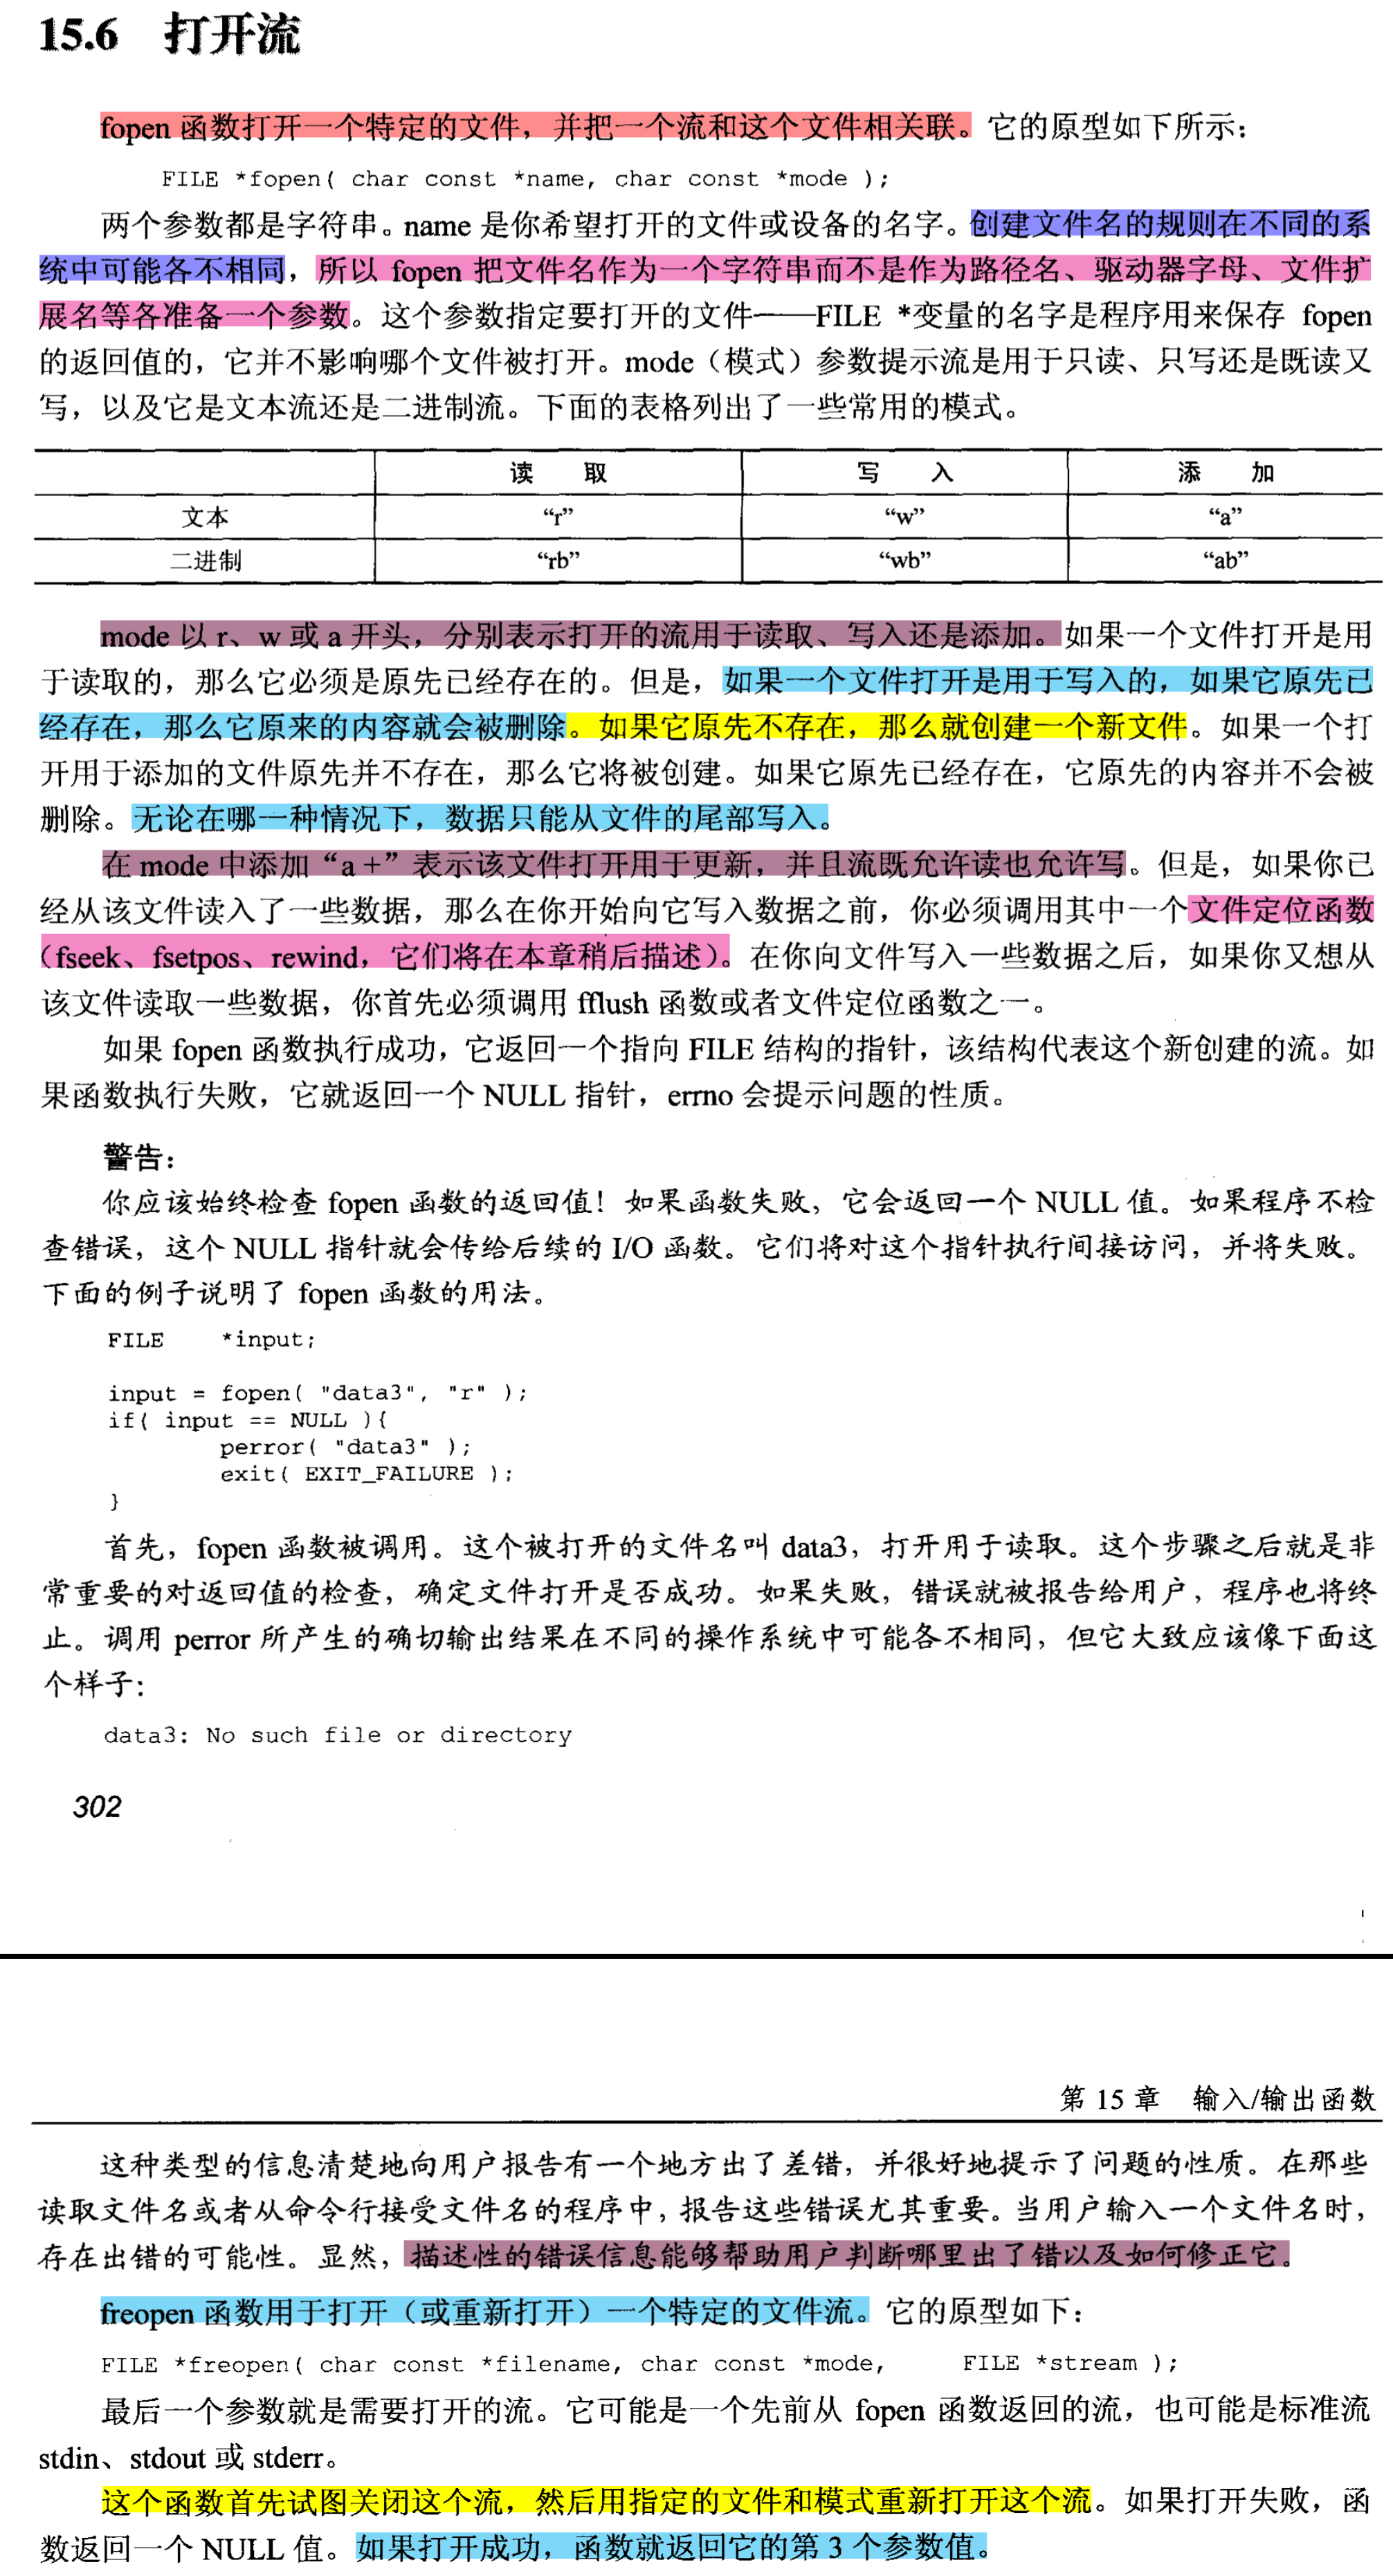 15.6 打开流
fopen 函数打开一个特定的文件，并把一个流和这个文件相关联。它的原型如下所示：
FILE *fopen( char const *name, char const *mode );
两个参数都是字符串。name 是你希望打开的文件或设备的名字。创建文件名的规则在不同的系
统中可能各不相同，所以 fopen 把文件名作为一个字符串而不是作为路径名、驱动器字母、文件扩
展名等各准备一个参数。这个参数指定要打开的文件——FILE *变量的名字是程序用来保存 fopen
的返回值的，它并不影响哪个文件被打开。mode（模式）参数提示流是用于只读、只写还是既读又
写，以及它是文本流还是二进制流。下面的表格列出了一些常用的模式。
读 取 写 入 添 加
文本 “r” “w” “a”
二进制 “rb” “wb” “ab”
mode 以 r、w 或 a 开头，分别表示打开的流用于读取、写入还是添加。如果一个文件打开是用
于读取的，那么它必须是原先已经存在的。但是，如果一个文件打开是用于写入的，如果它原先已
经存在，那么它原来的内容就会被删除。如果它原先不存在，那么就创建一个新文件。如果一个打
开用于添加的文件原先并不存在，那么它将被创建。如果它原先已经存在，它原先的内容并不会被
删除。无论在哪一种情况下，数据只能从文件的尾部写入。
在 mode 中添加“a +”表示该文件打开用于更新，并且流既允许读也允许写。但是，如果你已
经从该文件读入了一些数据，那么在你开始向它写入数据之前，你必须调用其中一个文件定位函数
（fseek、fsetpos、rewind，它们将在本章稍后描述）。在你向文件写入一些数据之后，如果你又想从
该文件读取一些数据，你首先必须调用 fflush 函数或者文件定位函数之一。
如果 fopen 函数执行成功，它返回一个指向 FILE 结构的指针，该结构代表这个新创建的流。如
果函数执行失败，它就返回一个 NULL 指针，errno 会提示问题的性质。
警告：
你应该始终检查 fopen 函数的返回值！如果函数失败，它会返回一个 NULL 值。如果程序不检
查错误，这个 NULL 指针就会传给后续的 I/O 函数。它们将对这个指针执行间接访问，并将失败。
下面的例子说明了 fopen 函数的用法。
FILE *input;
input = fopen( "data3", "r" );
if( input == NULL ){
perror( "data3" );
exit( EXIT_FAILURE );
}
首先，fopen 函数被调用。这个被打开的文件名叫 data3，打开用于读取。这个步骤之后就是非
常重要的对返回值的检查，确定文件打开是否成功。如果失败，错误就被报告给用户，程序也将终
止。调用 perror 所产生的确切输出结果在不同的操作系统中可能各不相同，但它大致应该像下面这
个样子：
data3: No such file or directory
302
第 15 章 输入/输出函数
这种类型的信息清楚地向用户报告有一个地方出了差错，并很好地提示了问题的性质。在那些
读取文件名或者从命令行接受文件名的程序中，报告这些错误尤其重要。当用户输入一个文件名时，
存在出错的可能性。显然，描述性的错误信息能够帮助用户判断哪里出了错以及如何修正它。
freopen 函数用于打开（或重新打开）一个特定的文件流。它的原型如下：
FILE *freopen( char const *filename, char const *mode, FILE *stream );
最后一个参数就是需要打开的流。它可能是一个先前从 fopen 函数返回的流，也可能是标准流
stdin、stdout 或 stderr。
这个函数首先试图关闭这个流，然后用指定的文件和模式重新打开这个流。如果打开失败，函
数返回一个 NULL 值。如果打开成功，函数就返回它的第 3 个参数值。